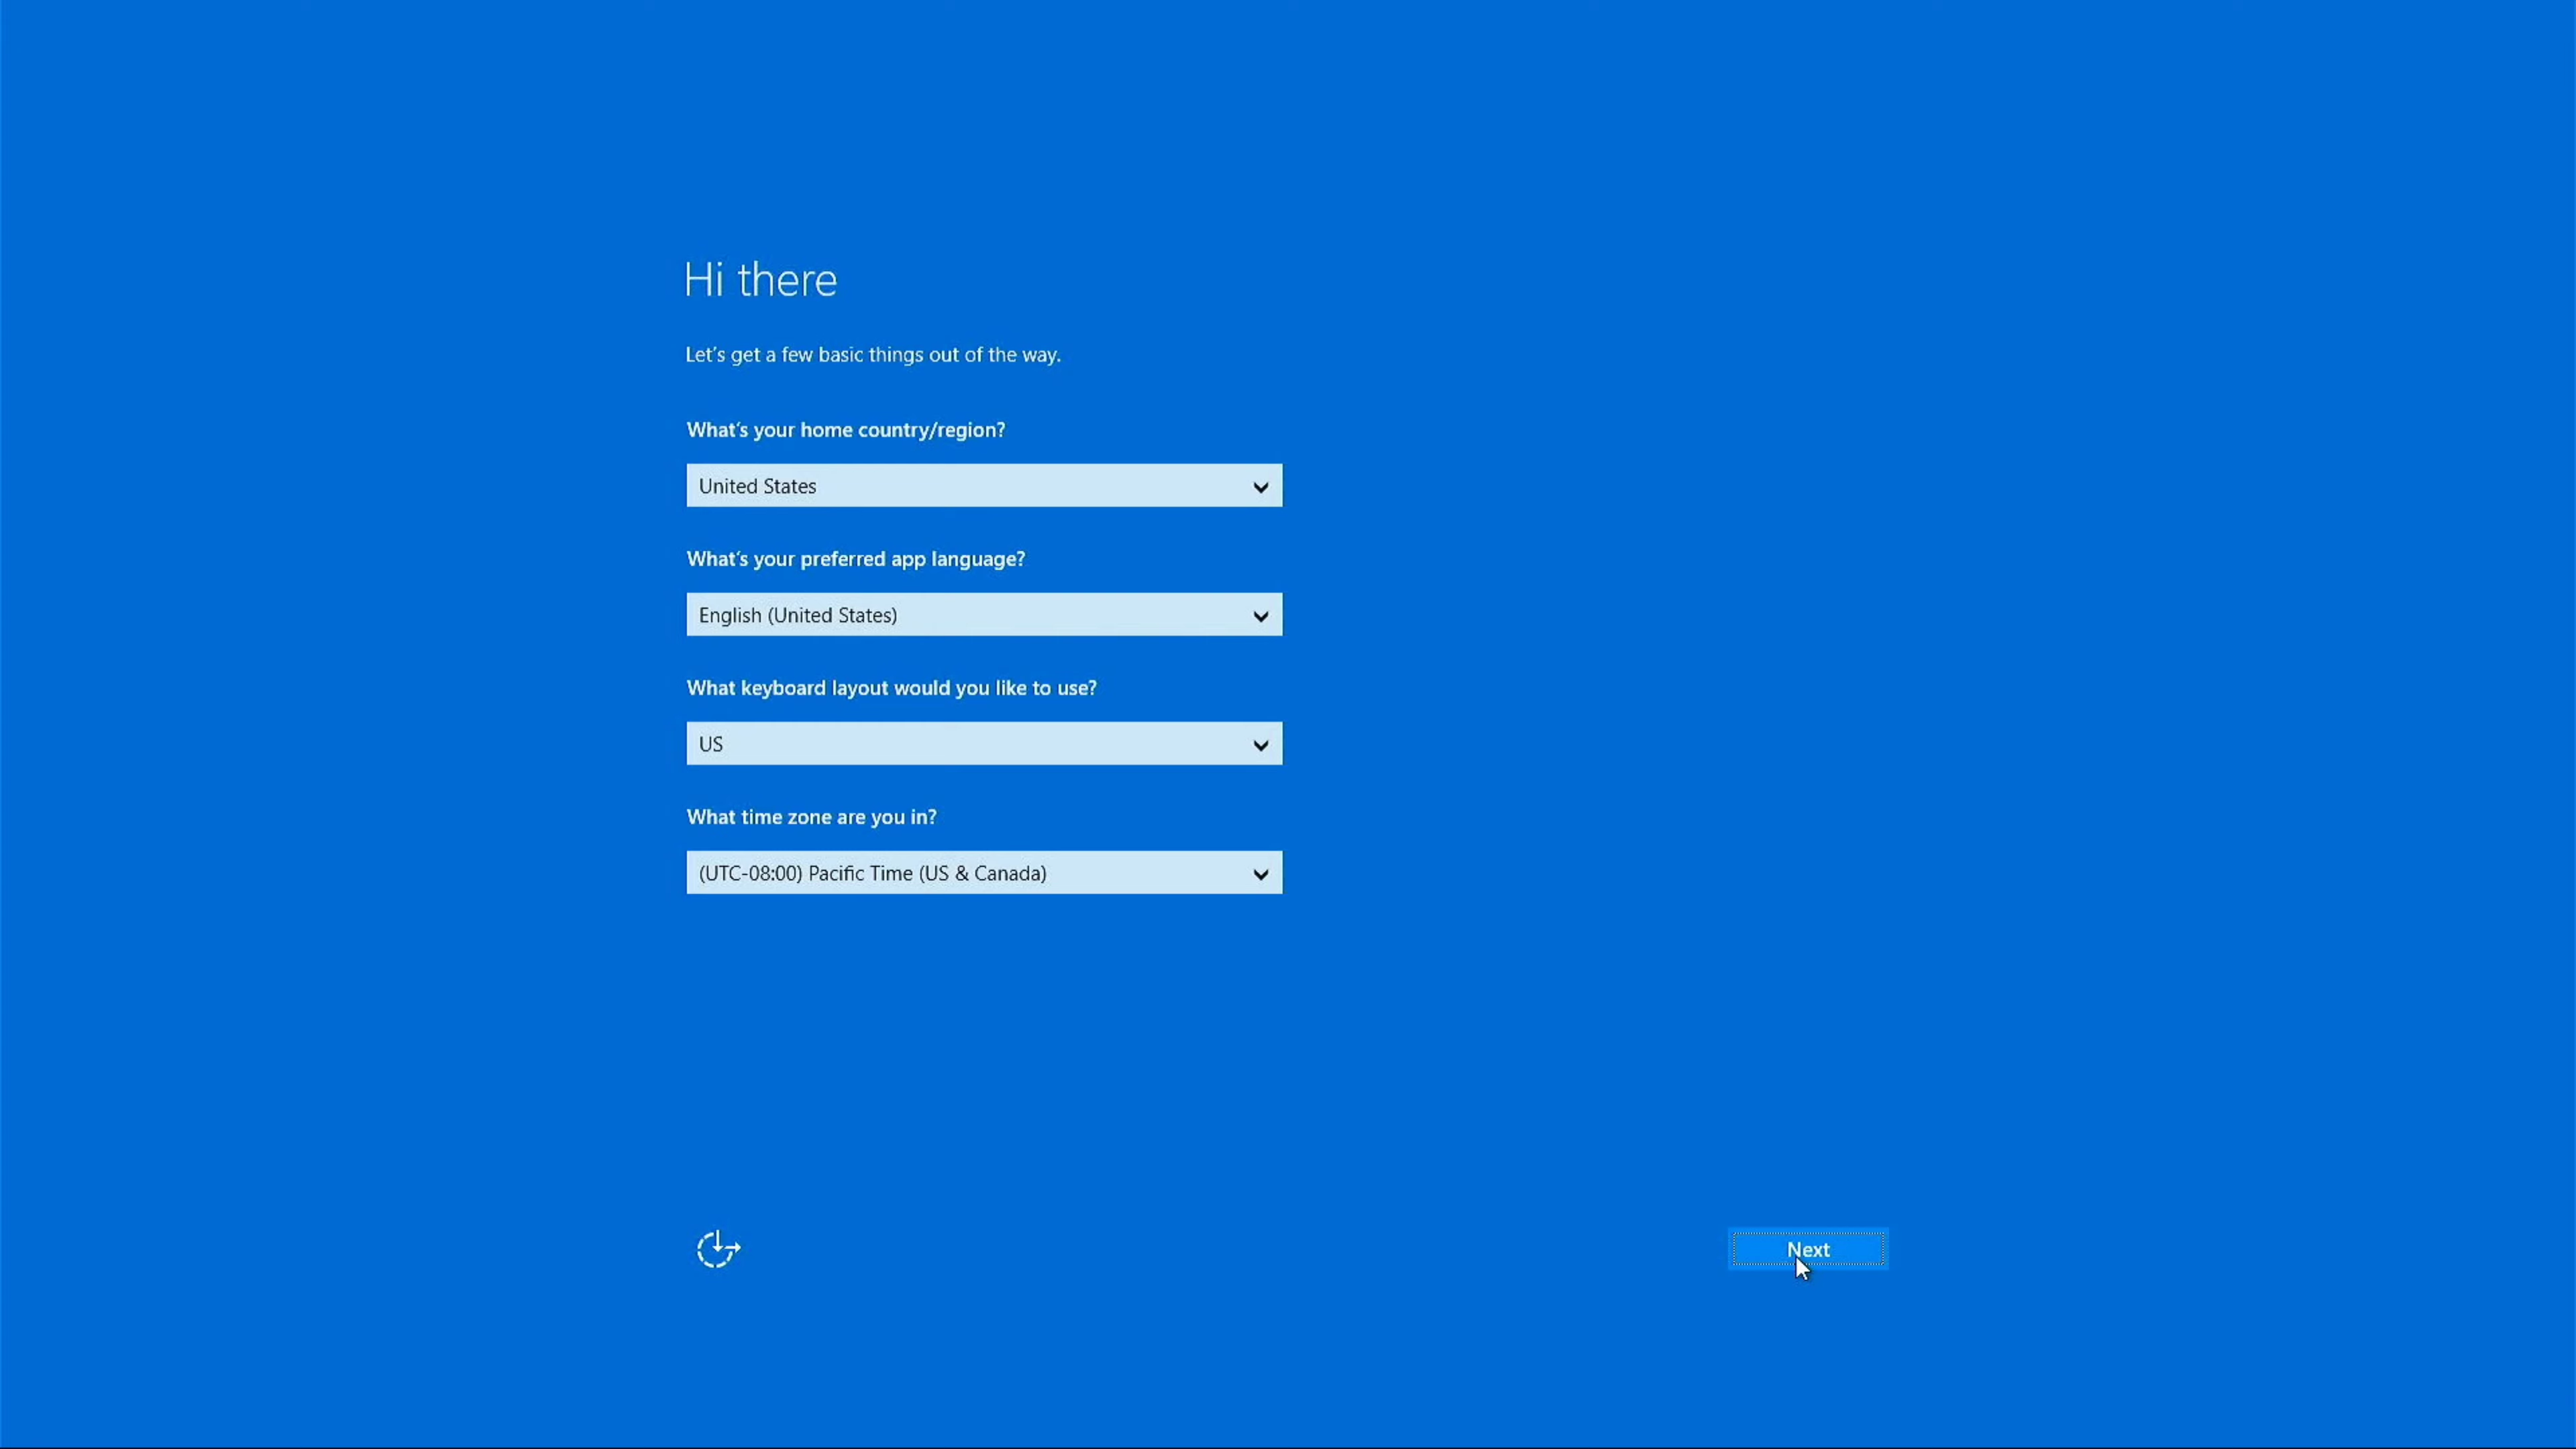 Hi there
Let's get a few basic things out of the way.
What's your home country/region?
United States
What's your preferred app language?
English (United States)
What keyboard layout would you like to use?
US
What time zone are you in?
(UTC-08:00) Pacific Time (US & Canada)
Next